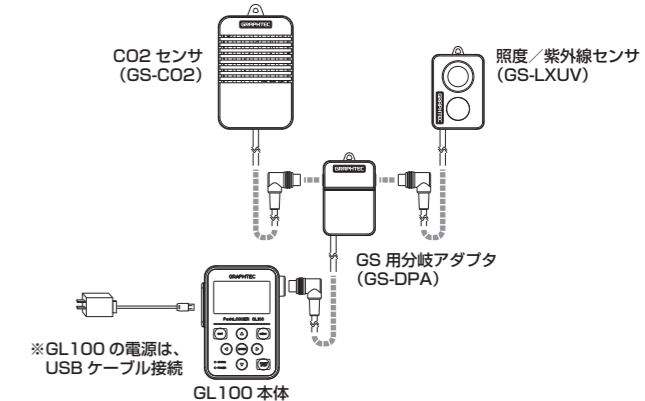 GRAPHTEC
CO2 センサ
（GS-CO2）
照度／紫外線センサ
（GS-LXUV）
GRAPHTEC
GRAPHTEC
GS 用分岐アダプタ
（GS-DPA）
GRAPHTEC
GL100
※GL100 の電源は、
USB ケーブル接続
GL100 本体